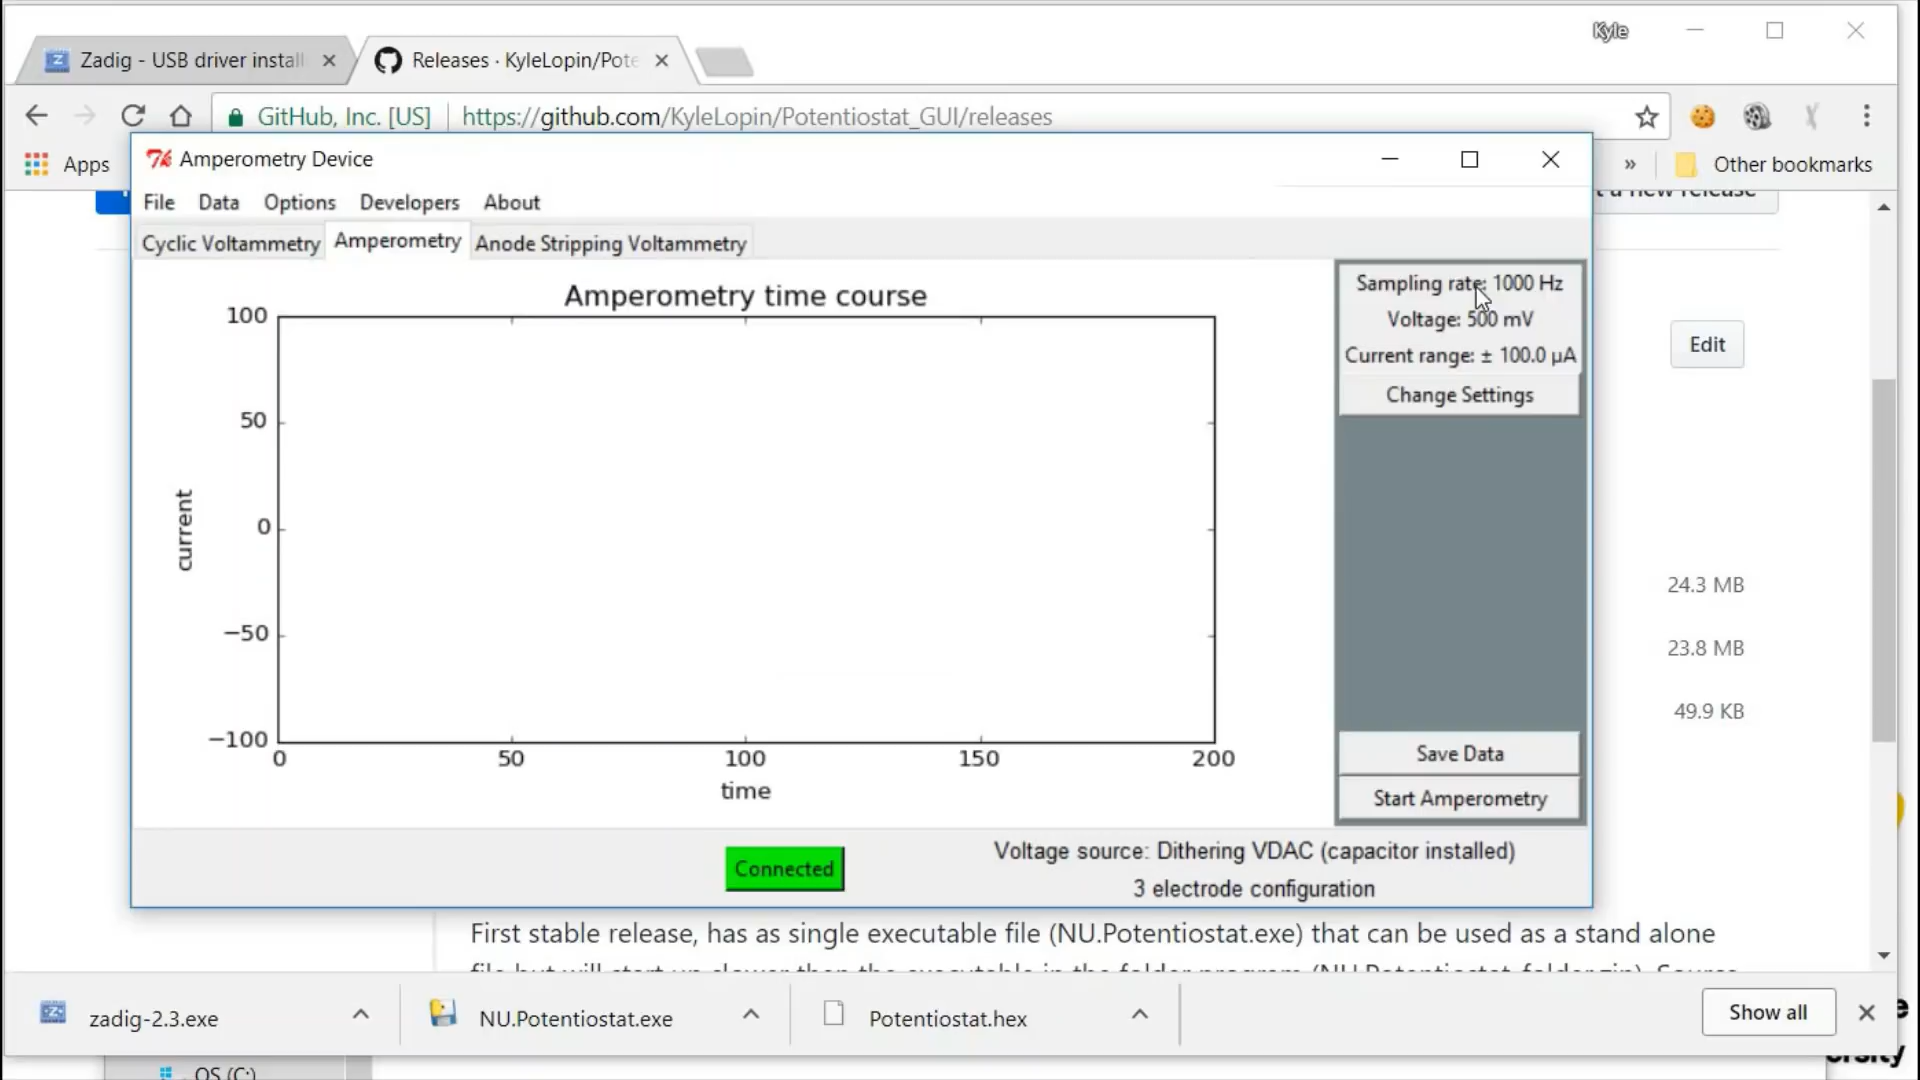 Kyle
Zadig - USB driver instal
Releases · KyleLopin/Pote
GitHub, Inc. [US]
https://github.com/KyleLopin/Potentiostat_GUI/releases
Apps
»
Other bookmarks
Amperometry Device
File Data Options Developers About
Cyclic Voltammetry Amperometry Anode Stripping Voltammetry
Amperometry time course
100
50
0
−50
−100
current
0 50 100 150 200
time
Sampling rate: 1000 Hz
Voltage: 500 mV
Current range: ± 100.0 µA
Change Settings
Save Data
Start Amperometry
Connected
Voltage source: Dithering VDAC (capacitor installed)
3 electrode configuration
t a new release
Edit
24.3 MB
23.8 MB
49.9 KB
First stable release, has as single executable file (NU.Potentiostat.exe) that can be used as a stand alone
zadig-2.3.exe
NU.Potentiostat.exe
Potentiostat.hex
Show all
OS (C:)
ersity